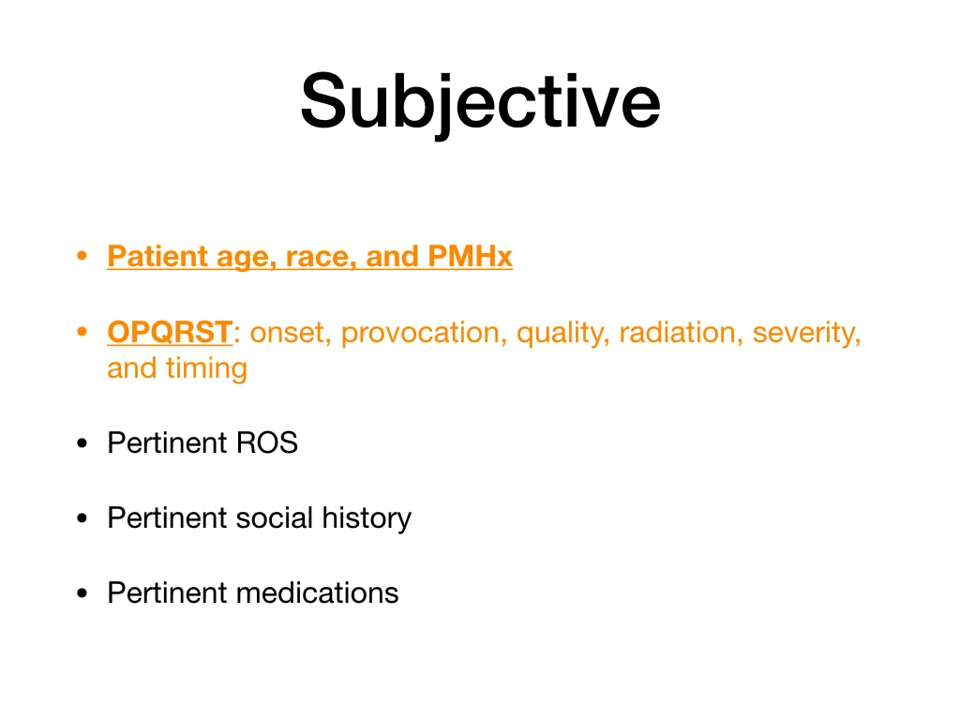 Subjective
• Patient age, race, and PMHx
• OPQRST: onset, provocation, quality, radiation, severity,
and timing
• Pertinent ROS
• Pertinent social history
• Pertinent medications